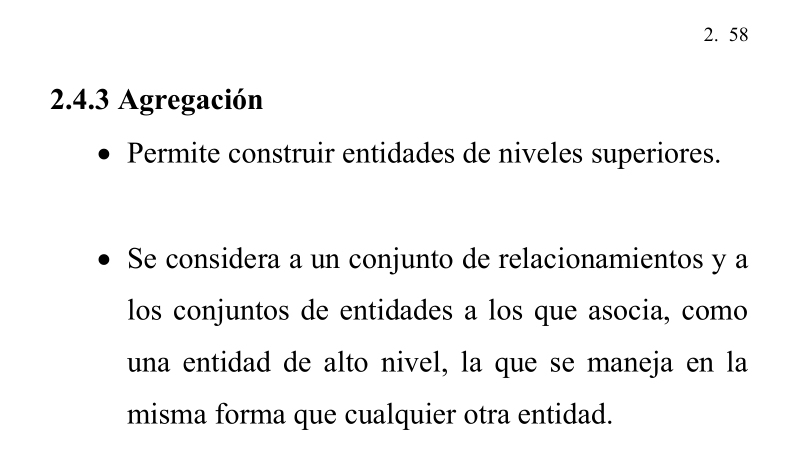 2. 58
2.4.3 Agregación
• Permite construir entidades de niveles superiores.
• Se considera a un conjunto de relacionamientos y a
los conjuntos de entidades a los que asocia, como
una entidad de alto nivel, la que se maneja en la
misma forma que cualquier otra entidad.